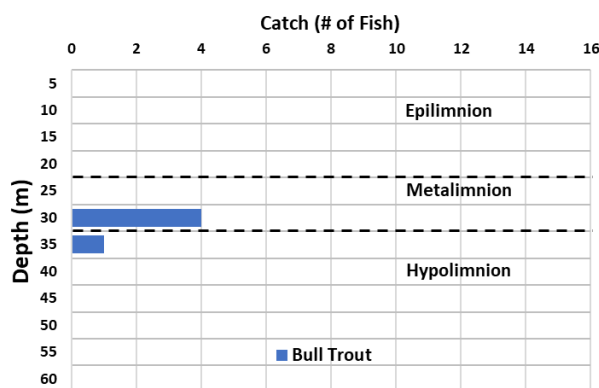 Catch (# of Fish)
0 2 4 6 8 10 12 14 16
Depth (m)
5
10
Epilimnion
15
20
25
Metalimnion
30
35
40
Hypolimnion
45
50
55
Bull Trout
60